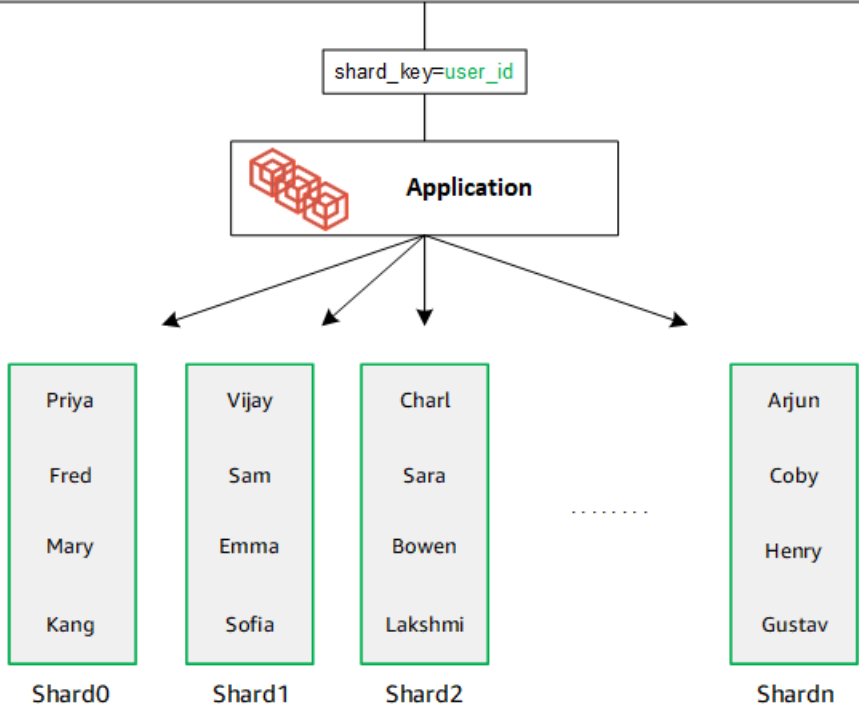 shard_key=user_id
Application
Priya
Fred
Mary
Kang
Shard0
Vijay
Sam
Emma
Sofia
Shard1
Charl
Sara
Bowen
Lakshmi
Shard2
........
Arjun
Coby
Henry
Gustav
Shardn